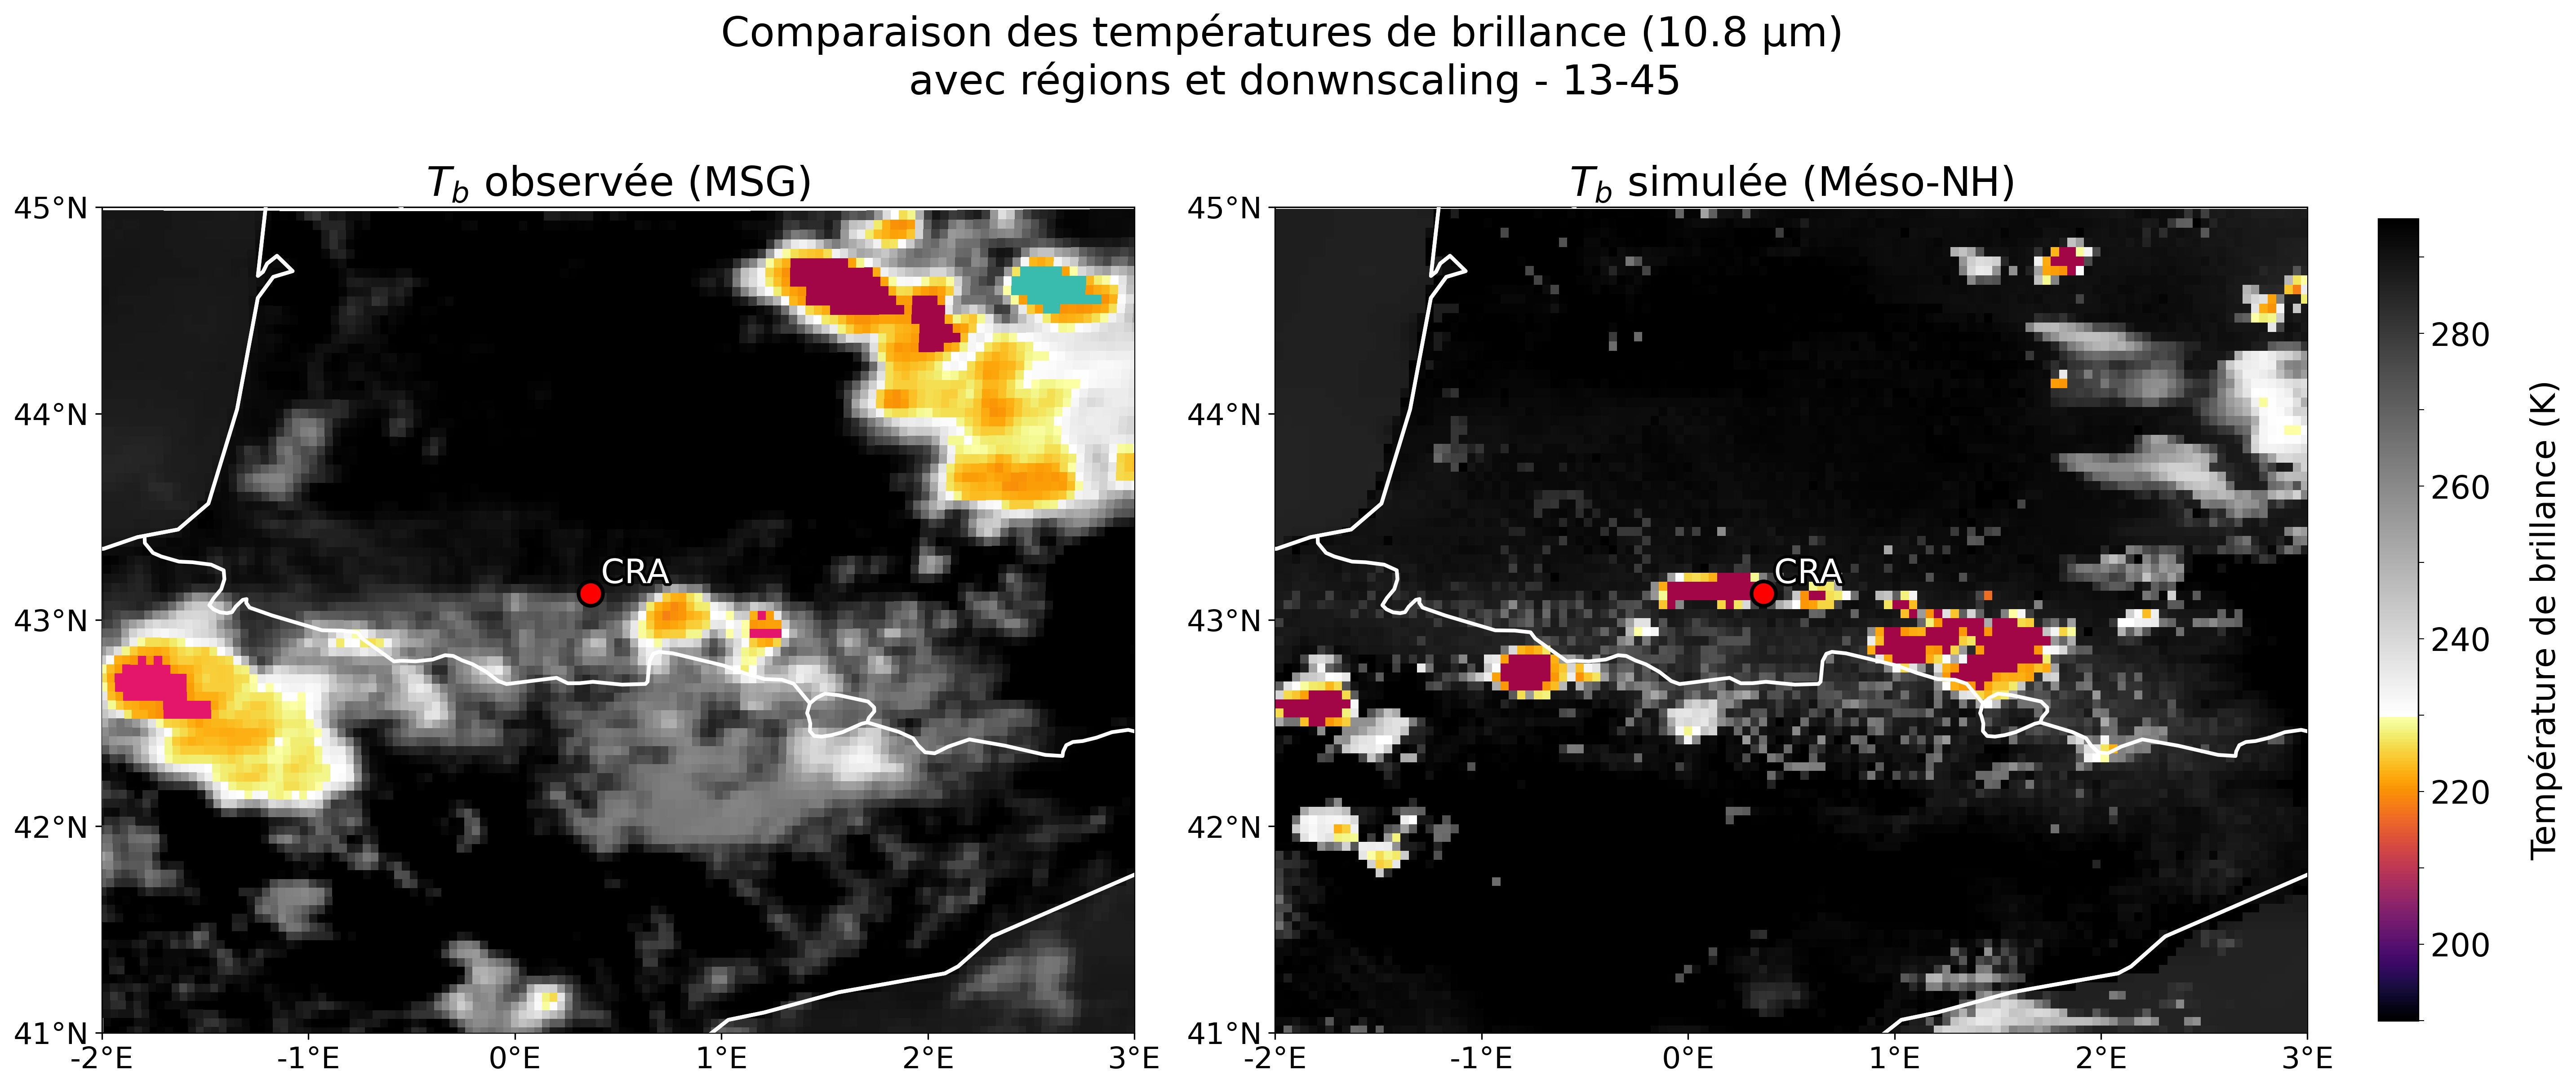 Comparaison des températures de brillance (10.8 µm)
avec régions et donwnscaling - 13-45
T_b observée (MSG)
T_b simulée (Méso-NH)
45°N
44°N
43°N
42°N
41°N
-2°E
-1°E
0°E
1°E
2°E
3°E
CRA
45°N
44°N
43°N
42°N
41°N
-2°E
-1°E
0°E
1°E
2°E
3°E
CRA
280
260
240
220
200
Température de brillance (K)